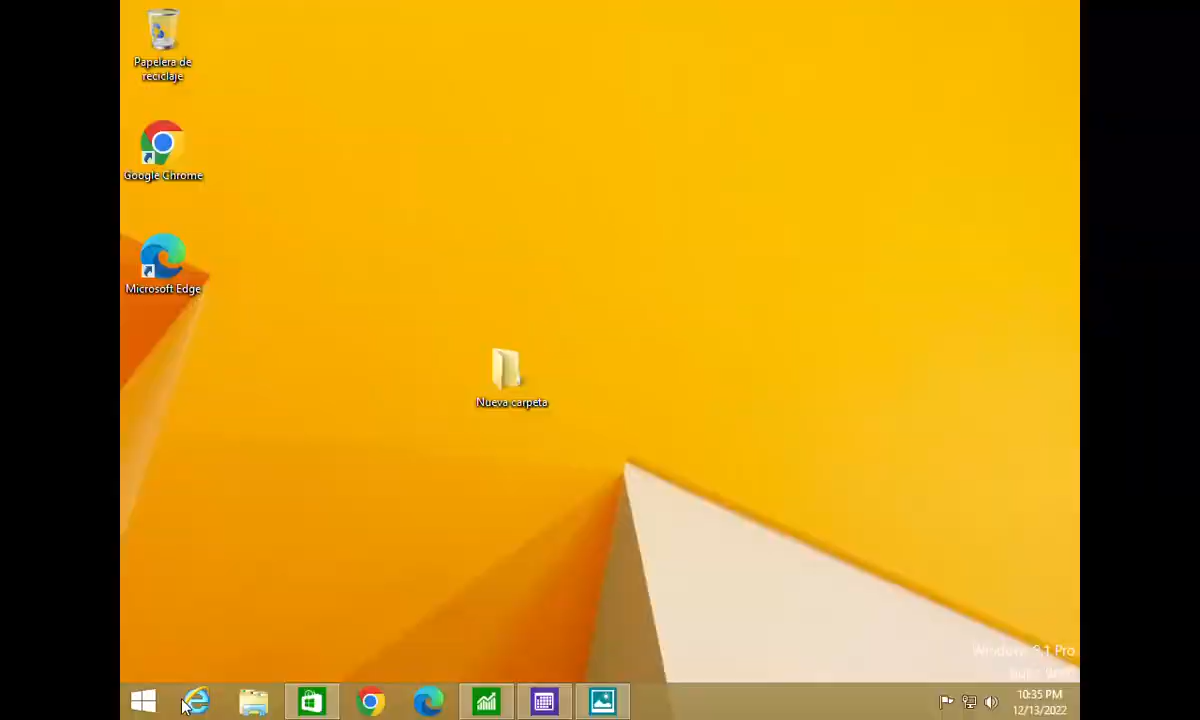 Papelera de
reciclaje
Google Chrome
Microsoft Edge
Nueva carpeta
Windows 8.1 Pro
10:35 PM
12/13/2022